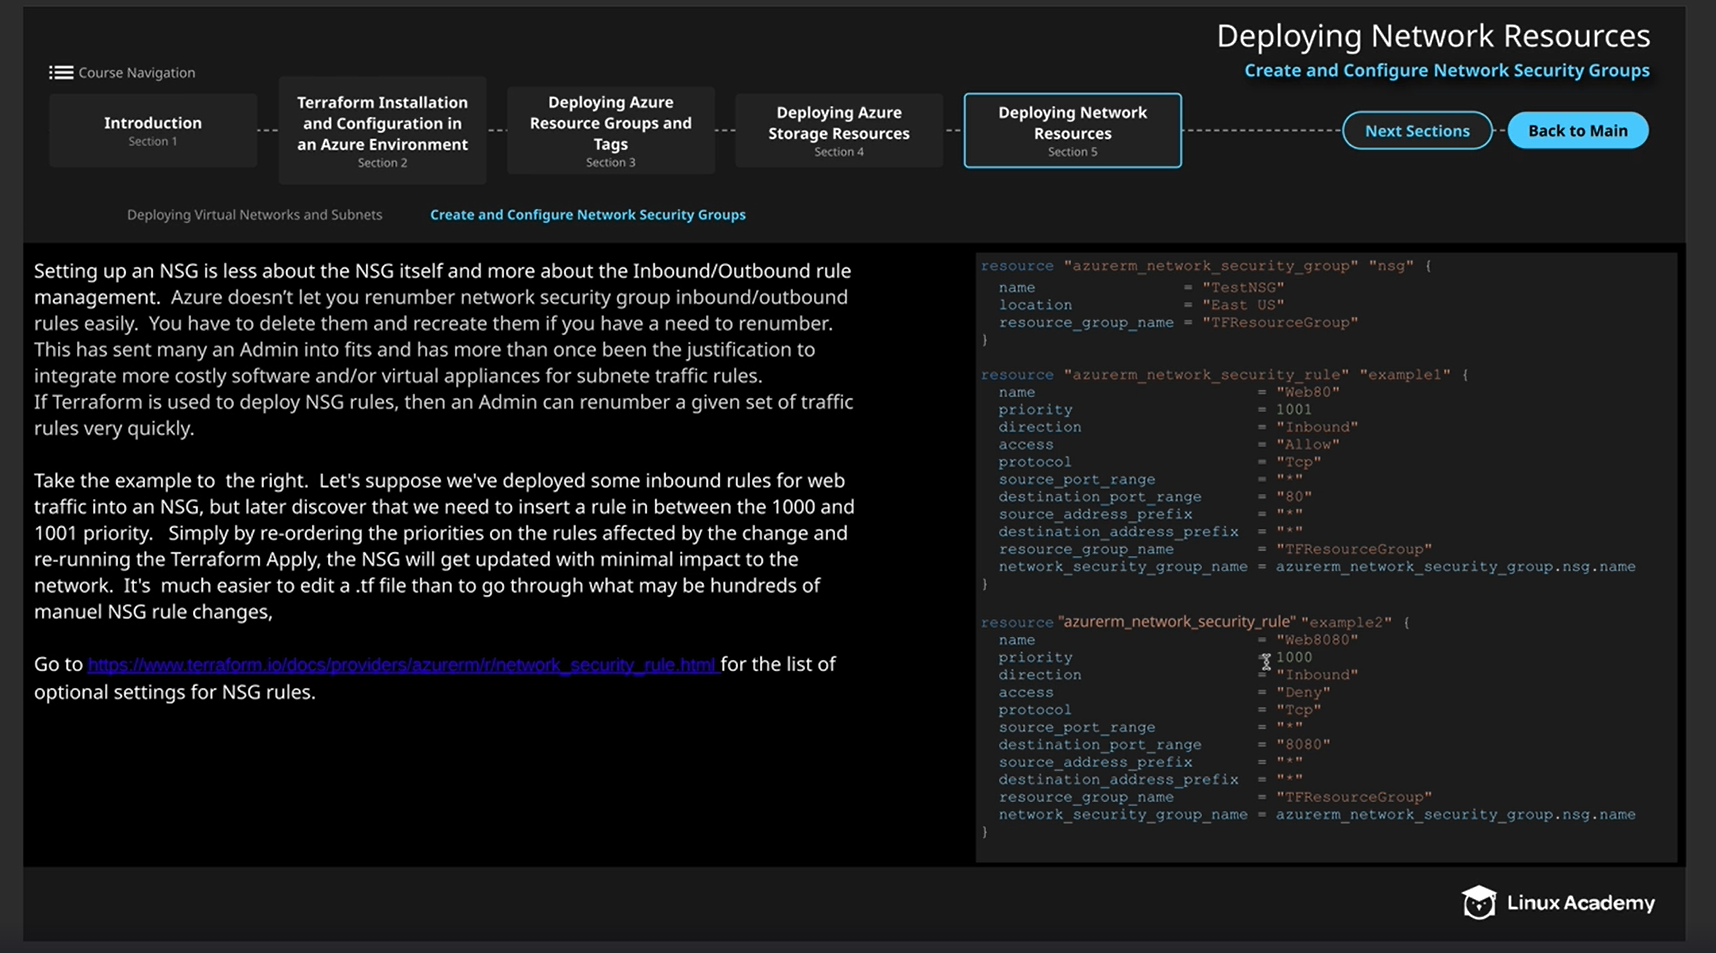 Deploying Network Resources
Create and Configure Network Security Groups
Course Navigation
Introduction
Section 1
Terraform Installation
and Configuration in
an Azure Environment
Section 2
Deploying Azure
Resource Groups and
Tags
Section 3
Deploying Azure
Storage Resources
Section 4
Deploying Network
Resources
Section 5
Next Sections
Back to Main
Deploying Virtual Networks and Subnets
Create and Configure Network Security Groups
Setting up an NSG is less about the NSG itself and more about the Inbound/Outbound rule
management.  Azure doesn’t let you renumber network security group inbound/outbound
rules easily.  You have to delete them and recreate them if you have a need to renumber.
This has sent many an Admin into fits and has more than once been the justification to
integrate more costly software and/or virtual appliances for subnete traffic rules.
If Terraform is used to deploy NSG rules, then an Admin can renumber a given set of traffic
rules very quickly.
Take the example to  the right.  Let's suppose we've deployed some inbound rules for web
traffic into an NSG, but later discover that we need to insert a rule in between the 1000 and
1001 priority.   Simply by re-ordering the priorities on the rules affected by the change and
re-running the Terraform Apply, the NSG will get updated with minimal impact to the
network.  It's  much easier to edit a .tf file than to go through what may be hundreds of
manuel NSG rule changes,
Go to https://www.terraform.io/docs/providers/azurerm/r/network_security_rule.html for the list of
optional settings for NSG rules.
resource "azurerm_network_security_group" "nsg" {
name = "TestNSG"
location = "East US"
resource_group_name = "TFResourceGroup"
}
resource "azurerm_network_security_rule" "example1" {
name = "Web80"
priority = 1001
direction = "Inbound"
access = "Allow"
protocol = "Tcp"
source_port_range = "*"
destination_port_range = "80"
source_address_prefix = "*"
destination_address_prefix = "*"
resource_group_name = "TFResourceGroup"
network_security_group_name = azurerm_network_security_group.nsg.name
}
resource "azurerm_network_security_rule" "example2" {
name = "Web8080"
priority = 1000
direction = "Inbound"
access = "Deny"
protocol = "Tcp"
source_port_range = "*"
destination_port_range = "8080"
source_address_prefix = "*"
destination_address_prefix = "*"
resource_group_name = "TFResourceGroup"
network_security_group_name = azurerm_network_security_group.nsg.name
}
Linux Academy